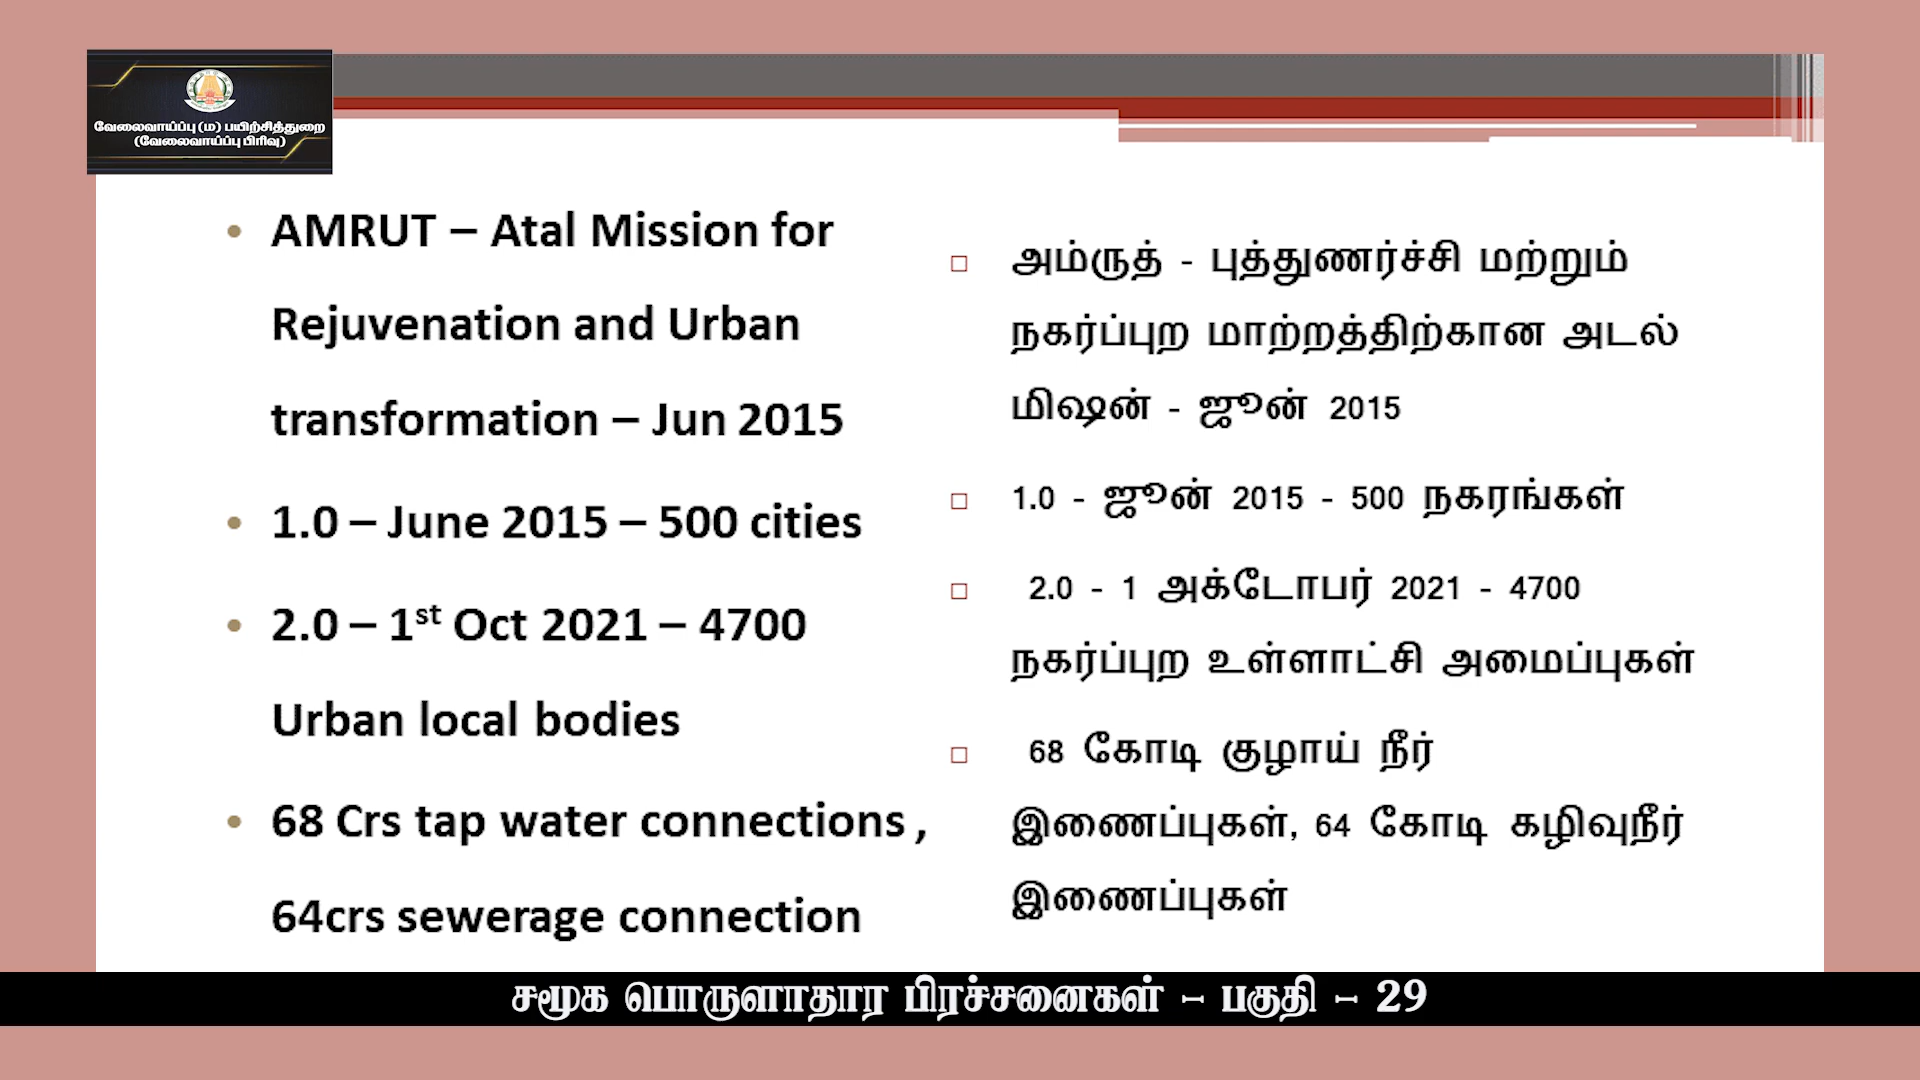 வேலைவாய்ப்பு (ம) பயிற்சித்துறை
(வேலைவாய்ப்பு பிரிவு)
• AMRUT – Atal Mission for
Rejuvenation and Urban
transformation – Jun 2015
• 1.0 – June 2015 – 500 cities
• 2.0 – 1st Oct 2021 – 4700
Urban local bodies
• 68 Crs tap water connections ,
64crs sewerage connection
அம்ருத் - புத்துணர்ச்சி மற்றும்
நகர்ப்புற மாற்றத்திற்கான அடல்
மிஷன் - ஜூன் 2015
1.0 - ஜூன் 2015 - 500 நகரங்கள்
2.0 - 1 அக்டோபர் 2021 - 4700
நகர்ப்புற உள்ளாட்சி அமைப்புகள்
68 கோடி குழாய் நீர்
இணைப்புகள், 64 கோடி கழிவுநீர்
இணைப்புகள்
சமூக பொருளாதார பிரச்சனைகள் – பகுதி – 29